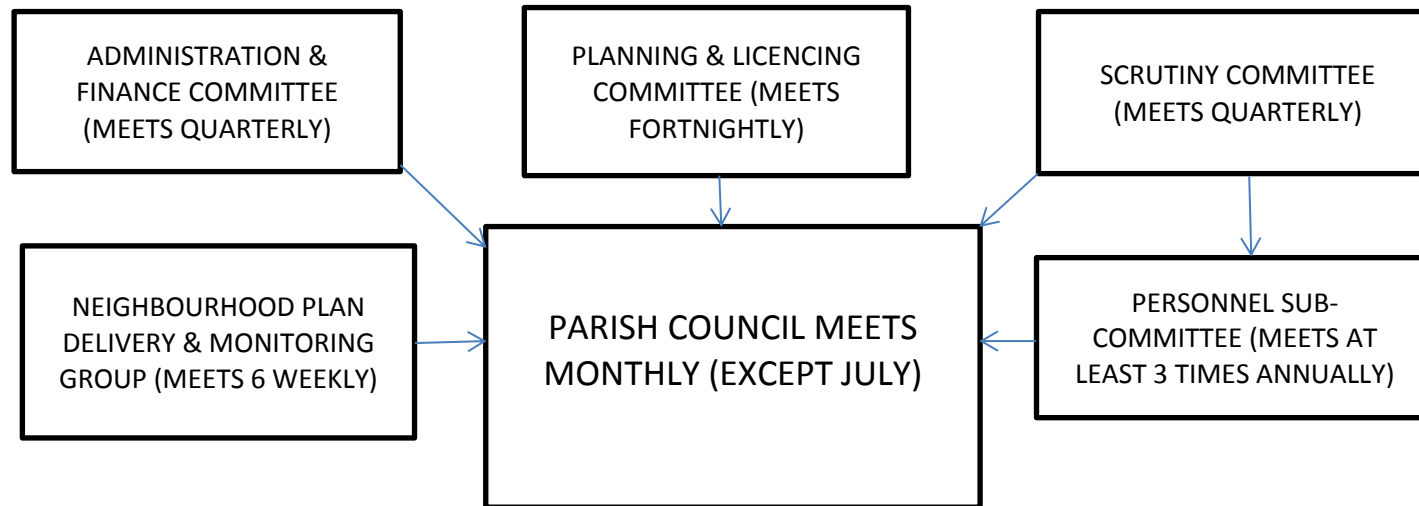 ADMINISTRATION &
FINANCE COMMITTEE
(MEETS QUARTERLY)
PLANNING & LICENCING
COMMITTEE (MEETS
FORTNIGHTLY)
SCRUTINY COMMITTEE
(MEETS QUARTERLY)
NEIGHBOURHOOD PLAN
DELIVERY & MONITORING
GROUP (MEETS 6 WEEKLY)
PARISH COUNCIL MEETS
MONTHLY (EXCEPT JULY)
PERSONNEL SUB-
COMMITTEE (MEETS AT
LEAST 3 TIMES ANNUALLY)